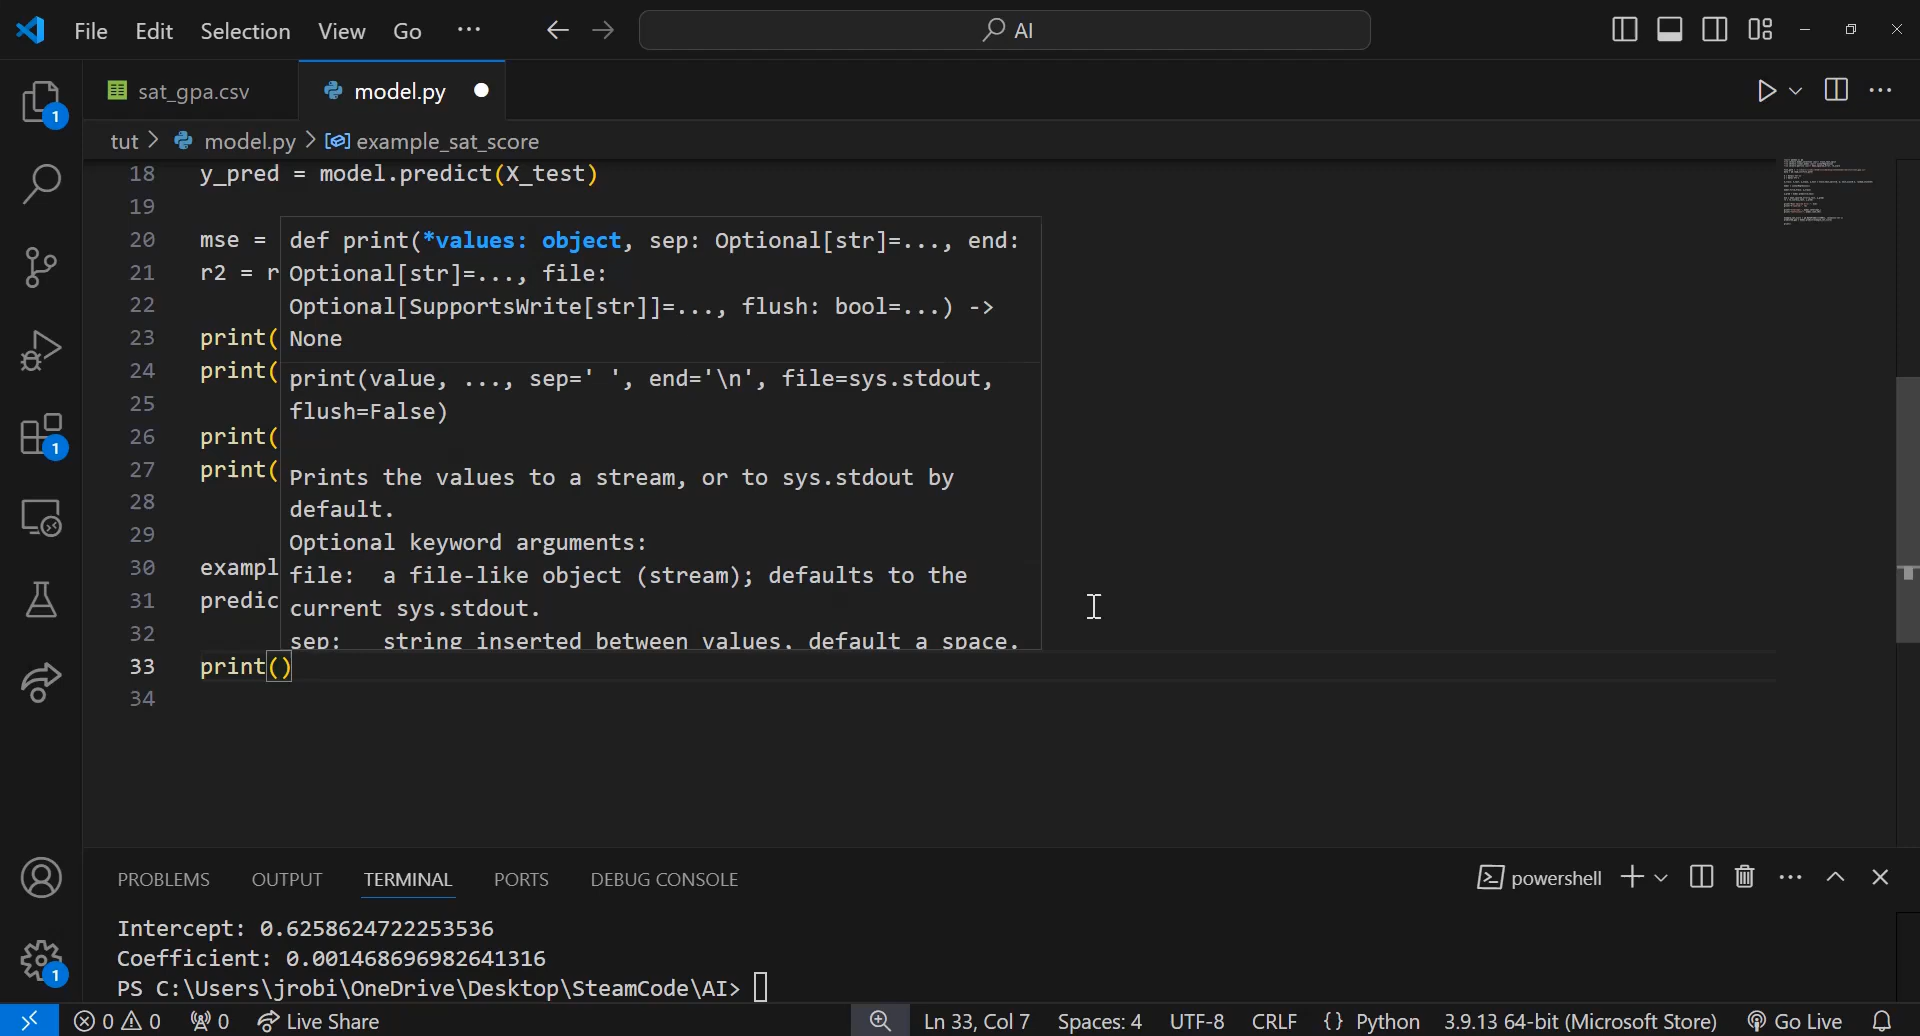 File Edit Selection View Go ··· AI
sat_gpa.csv model.py
tut > model.py > example_sat_score
18 y_pred = model.predict(X_test)
19
20 mse =
21 r2 = r
22
23 print(
24 print(
25
26 print(
27 print(
28
29
30 exampl
31 predic
32
33 print()
34
def print(*values: object, sep: Optional[str]=..., end:
Optional[str]=..., file:
Optional[SupportsWrite[str]]=..., flush: bool=...) ->
None
print(value, ..., sep=' ', end='\n', file=sys.stdout,
flush=False)
Prints the values to a stream, or to sys.stdout by
default.
Optional keyword arguments:
file: a file-like object (stream); defaults to the
current sys.stdout.
sep: string inserted between values, default a space.
PROBLEMS OUTPUT TERMINAL PORTS DEBUG CONSOLE powershell
Intercept: 0.6258624722253536
Coefficient: 0.001468696982641316
PS C:\Users\jrobi\OneDrive\Desktop\SteamCode\AI>
1
1
1
0 0 0 Live Share Ln 33, Col 7 Spaces: 4 UTF-8 CRLF {} Python 3.9.13 64-bit (Microsoft Store) Go Live